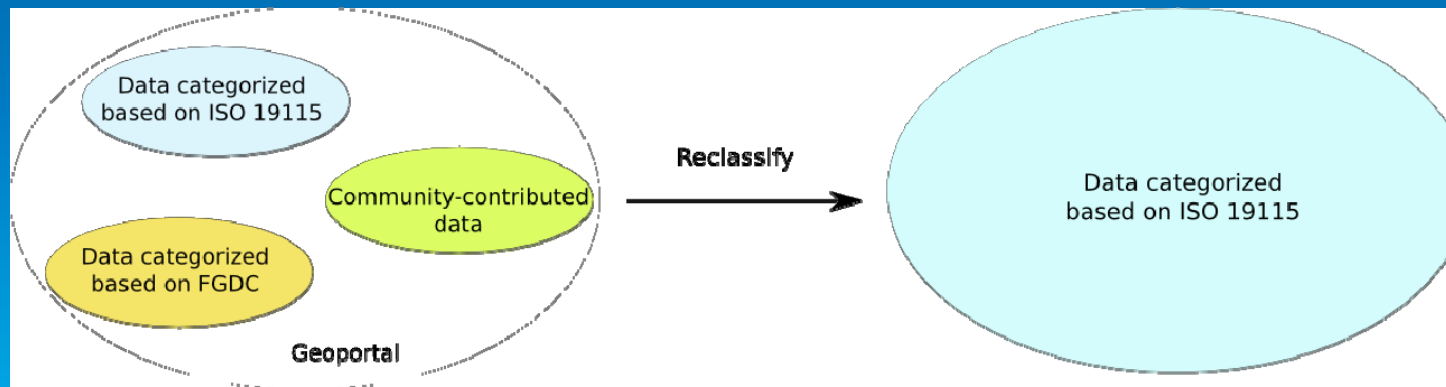 Data categorized
based on ISO 19115
Community-contributed
data
Data categorized
based on FGDC
Geoportal
Reclassify
Data categorized
based on ISO 19115